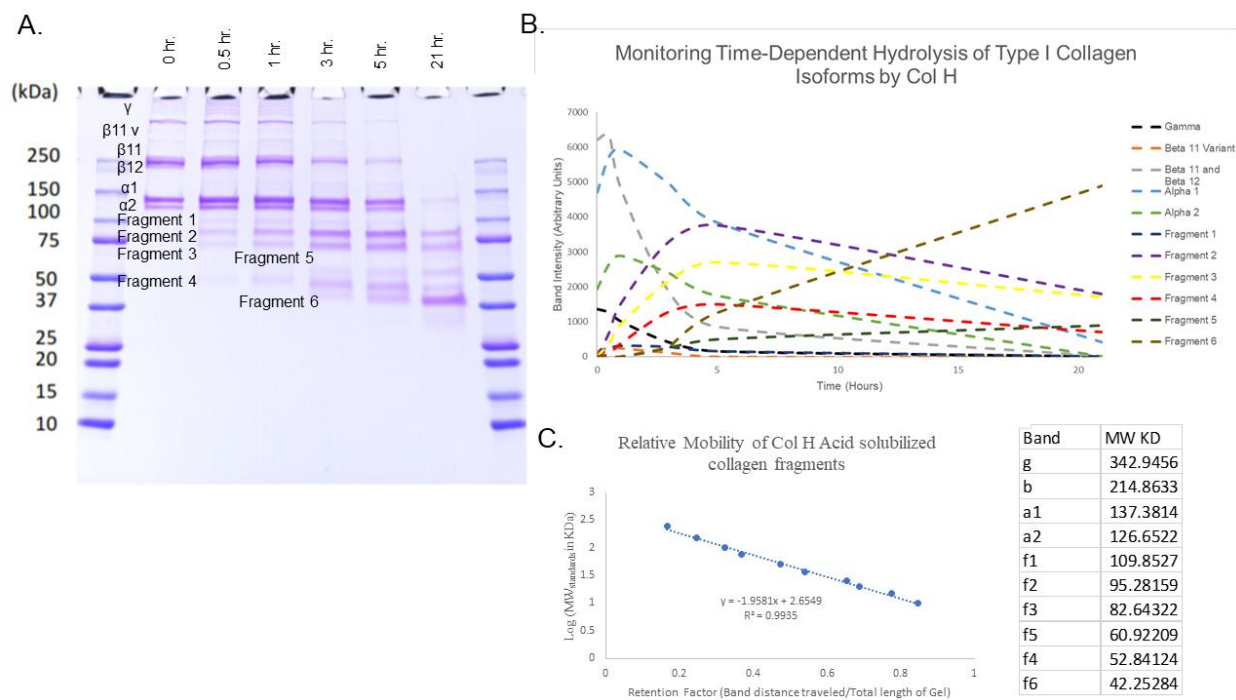 A.
0 hr.
0.5 hr.
1 hr.
3 hr.
5 hr.
21 hr.
(kDa)
γ
β11 v
β11
β12
α1
α2
Fragment 1
Fragment 2
Fragment 3
Fragment 4
Fragment 5
Fragment 6
250
150
100
75
50
37
25
20
15
10
B.
Monitoring Time-Dependent Hydrolysis of Type I Collagen
Isoforms by Col H
Band Intensity (Arbitrary Units)
7000
6000
5000
4000
3000
2000
1000
0
0
5
10
15
20
Time (Hours)
Gamma
Beta 11 Variant
Beta 11 and
Beta 12
Alpha 1
Alpha 2
Fragment 1
Fragment 2
Fragment 3
Fragment 4
Fragment 5
Fragment 6
C.
Relative Mobility of Col H Acid solubilized
collagen fragments
Log (MWstandards in KDa)
3
2.5
2
1.5
1
0.5
0
y = -1.9581x + 2.6549
R² = 0.9935
0
0.2
0.4
0.6
0.8
1
Retention Factor (Band distance traveled/Total length of Gel)
Band MW KD
g 342.9456
b 214.8633
a1 137.3814
a2 126.6522
f1 109.8527
f2 95.28159
f3 82.64322
f5 60.92209
f4 52.84124
f6 42.25284